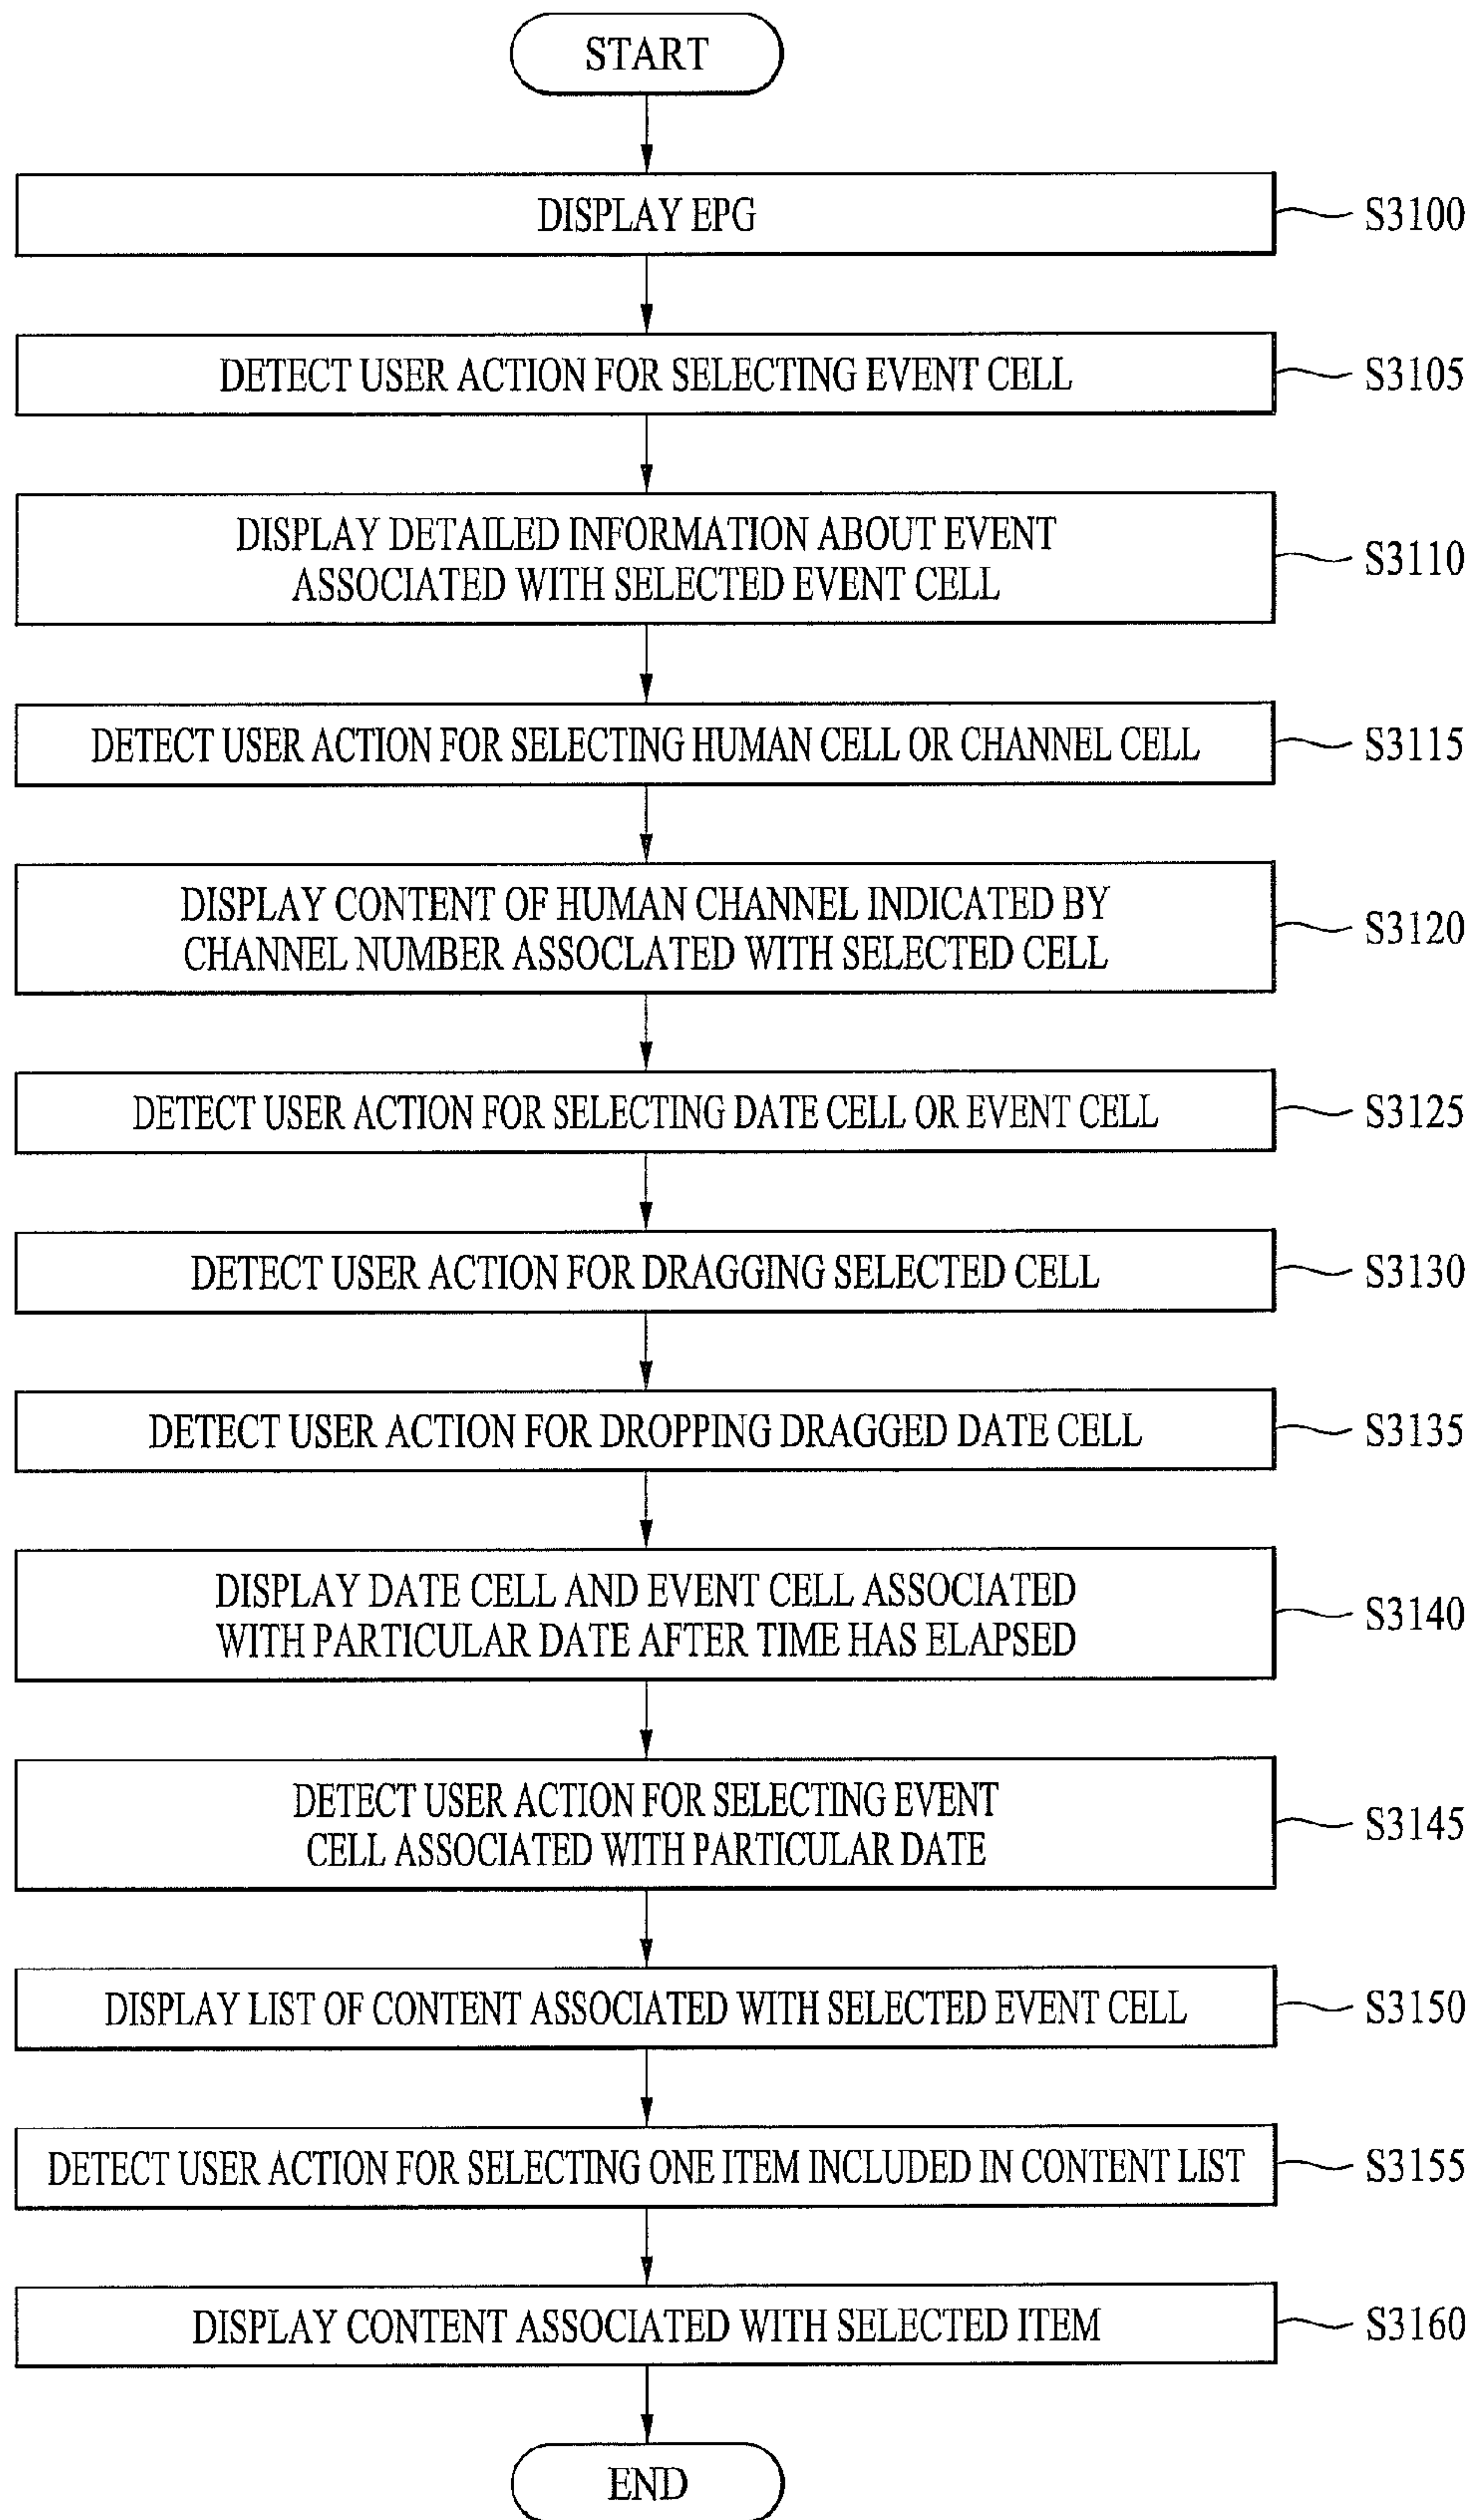 START
DISPLAY EPG
S3100
DETECT USER ACTION FOR SELECTING EVENT CELL
S3105
DISPLAY DETAILED INFORMATION ABOUT EVENT
ASSOCIATED WITH SELECTED EVENT CELL
S3110
DETECT USER ACTION FOR SELECTING HUMAN CELL OR CHANNEL CELL
S3115
DISPLAY CONTENT OF HUMAN CHANNEL INDICATED BY
CHANNEL NUMBER ASSOCLATED WITH SELECTED CELL
S3120
DETECT USER ACTION FOR SELECTING DATE CELL OR EVENT CELL
S3125
DETECT USER ACTION FOR DRAGGING SELECTED CELL
S3130
DETECT USER ACTION FOR DROPPING DRAGGED DATE CELL
S3135
DISPLAY DATE CELL AND EVENT CELL ASSOCIATED
WITH PARTICULAR DATE AFTER TIME HAS ELAPSED
S3140
DETECT USER ACTION FOR SELECTING EVENT
CELL ASSOCIATED WITH PARTICULAR DATE
S3145
DISPLAY LIST OF CONTENT ASSOCIATED WITH SELECTED EVENT CELL
S3150
DETECT USER ACTION FOR SELECTING ONE ITEM INCLUDED IN CONTENT LIST
S3155
DISPLAY CONTENT ASSOCIATED WITH SELECTED ITEM
S3160
END